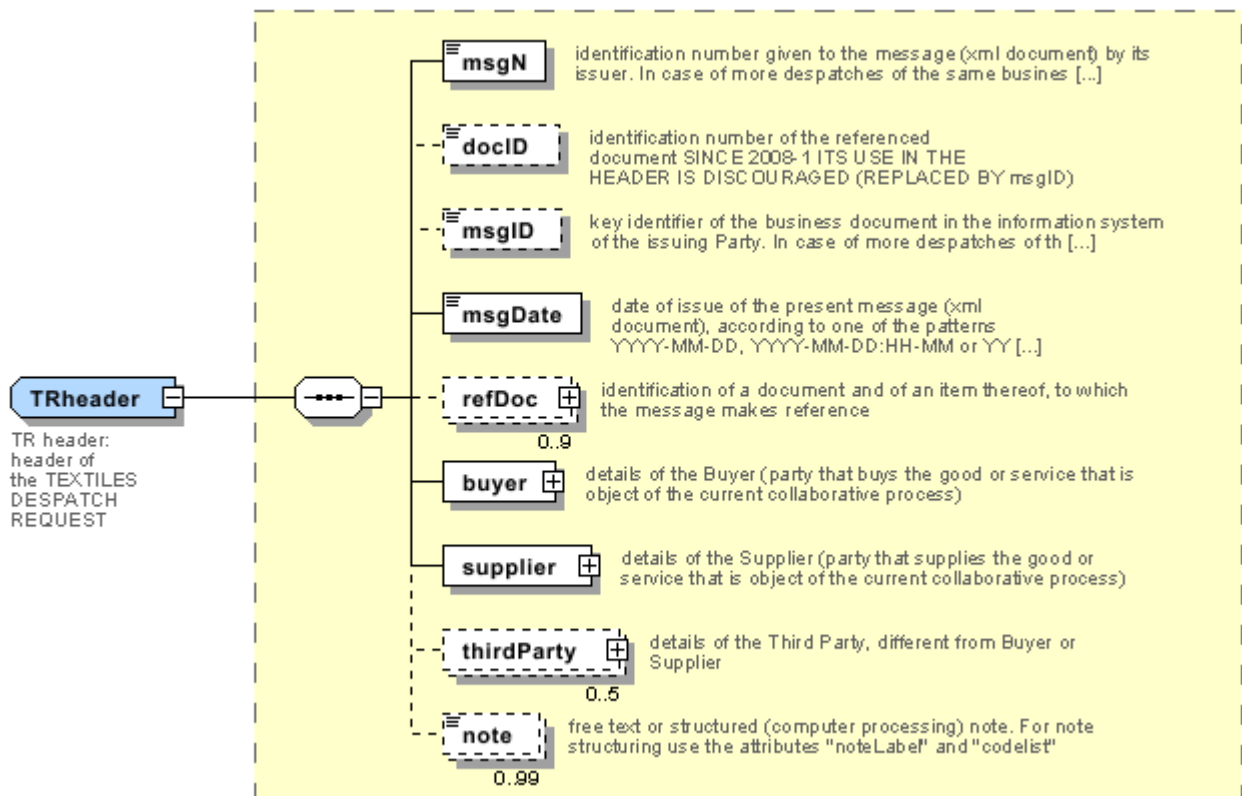 msgN
identification number given to the message (xml document) by its
issuer. In case of more despatches of the same busines [...]
docID
identification number of the referenced
document SINCE 2008-1 ITS USE IN THE
HEADER IS DISCOURAGED (REPLACED BY msgID)
msgID
key identifier of the business document in the information system
of the issuing Party. In case of more despatches of th [...]
msgDate
date of issue of the present message (xml
document), according to one of the patterns
YYYY-MM-DD, YYYY-MM-DD:HH-MM or YY [...]
TRheader
TR header:
header of
the TEXTILES
DESPATCH
REQUEST
refDoc
0..9
identification of a document and of an item thereof, to which
the message makes reference
buyer
details of the Buyer (party that buys the good or service that is
object of the current collaborative process)
supplier
details of the Supplier (party that supplies the good or
service that is object of the current collaborative process)
thirdParty
0..5
details of the Third Party, different from Buyer or
Supplier
note
0..99
free text or structured (computer processing) note. For note
structuring use the attributes "noteLabel" and "codelist"